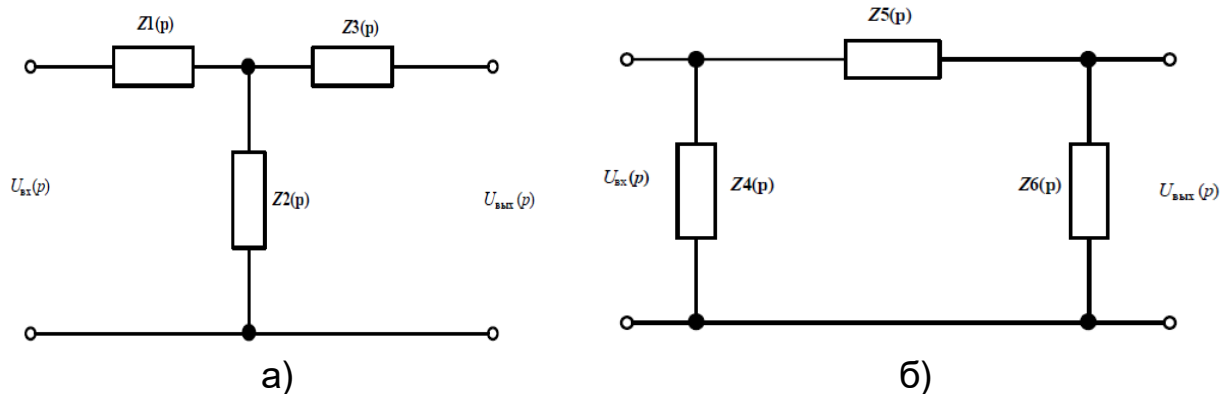 Z1(p)
Z3(p)
Uвх(p)
Z2(p)
Uвых(p)
а)
Z5(p)
Uвх(p)
Z4(p)
Z6(p)
Uвых(p)
б)